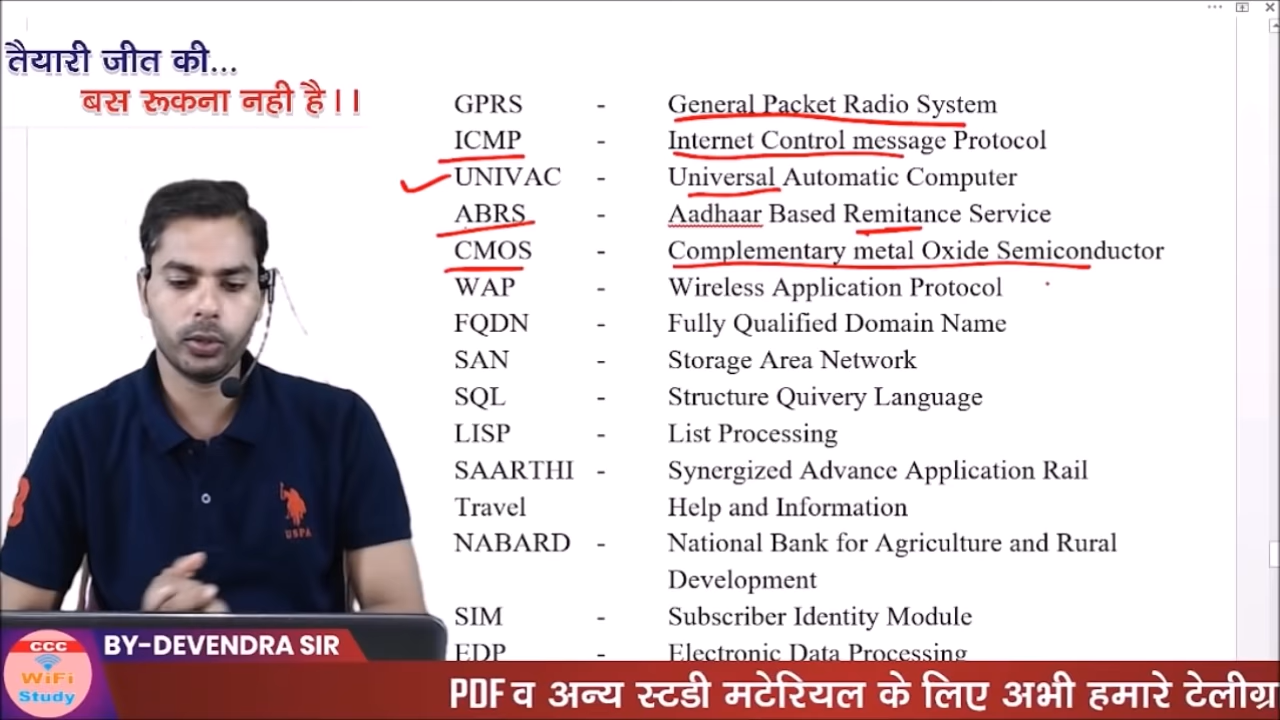 तैयारी जीत की...
बस रूकना नही है।।
GPRS - General Packet Radio System
ICMP - Internet Control message Protocol
UNIVAC - Universal Automatic Computer
ABRS - Aadhaar Based Remitance Service
CMOS - Complementary metal Oxide Semiconductor
WAP - Wireless Application Protocol
FQDN - Fully Qualified Domain Name
SAN - Storage Area Network
SQL - Structure Quivery Language
LISP - List Processing
SAARTHI - Synergized Advance Application Rail
Travel Help and Information
NABARD - National Bank for Agriculture and Rural
Development
SIM - Subscriber Identity Module
EDP - Electronic Data Processing
USPA
BY-DEVENDRA SIR
CCC
WiFi
Study
PDF व अन्य स्टडी मटेरियल के लिए अभी हमारे टेलीग्र